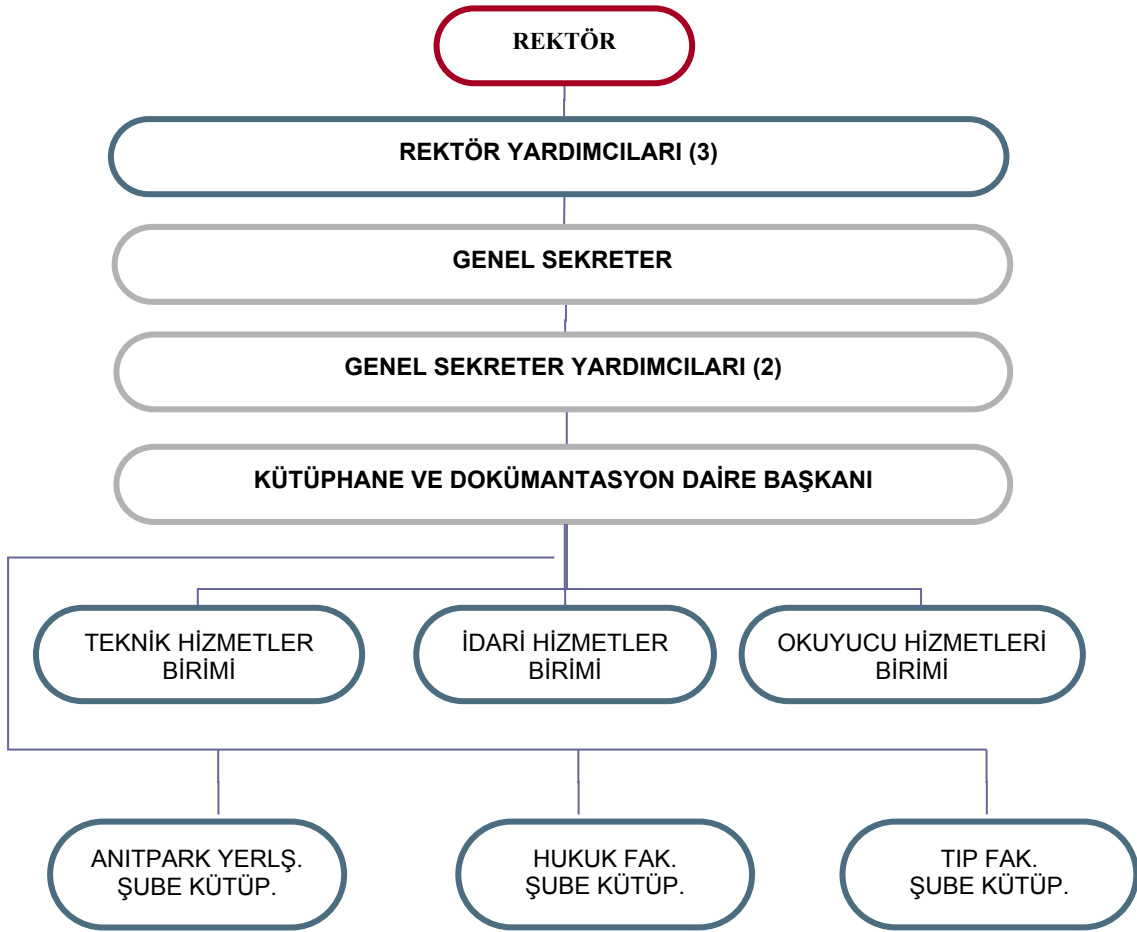 REKTÖR
REKTÖR YARDIMCILARI (3)
GENEL SEKRETER
GENEL SEKRETER YARDIMCILARI (2)
KÜTÜPHANE VE DOKÜMANTASYON DAİRE BAŞKANI
TEKNİK HİZMETLER
BİRİMİ
İDARİ HİZMETLER
BİRİMİ
OKUYUCU HİZMETLERİ
BİRİMİ
ANITPARK YERLŞ.
ŞUBE KÜTÜP.
HUKUK FAK.
ŞUBE KÜTÜP.
TIP FAK.
ŞUBE KÜTÜP.